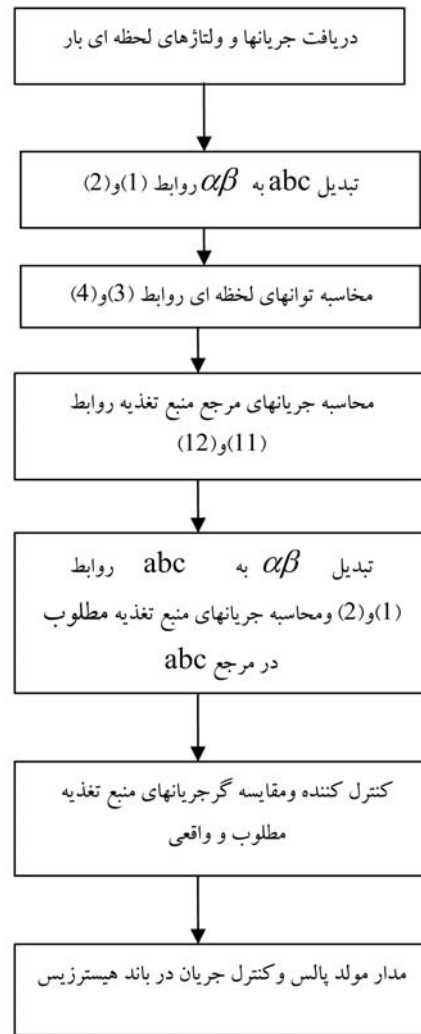 دریافت جریانها و ولتاژهای لحظه ای بار
تبدیل abc به αβ روابط (1)و(2)
مخاسبه توانهای لخظه ای روابط (3)و(4)
محاسبه جریانهای مرجع منبع تغذیه روابط
(11)و(12)
تبدیل αβ به abc روابط
(1)و(2) ومحاسبه جریانهای منبع تغذیه مطلوب
در مرجع abc
کنترل کننده ومقایسه گرجریانهای منبع تغذیه
مطلوب و واقعی
مدار مولد پالس وکنترل جریان در باند هیسترزیس